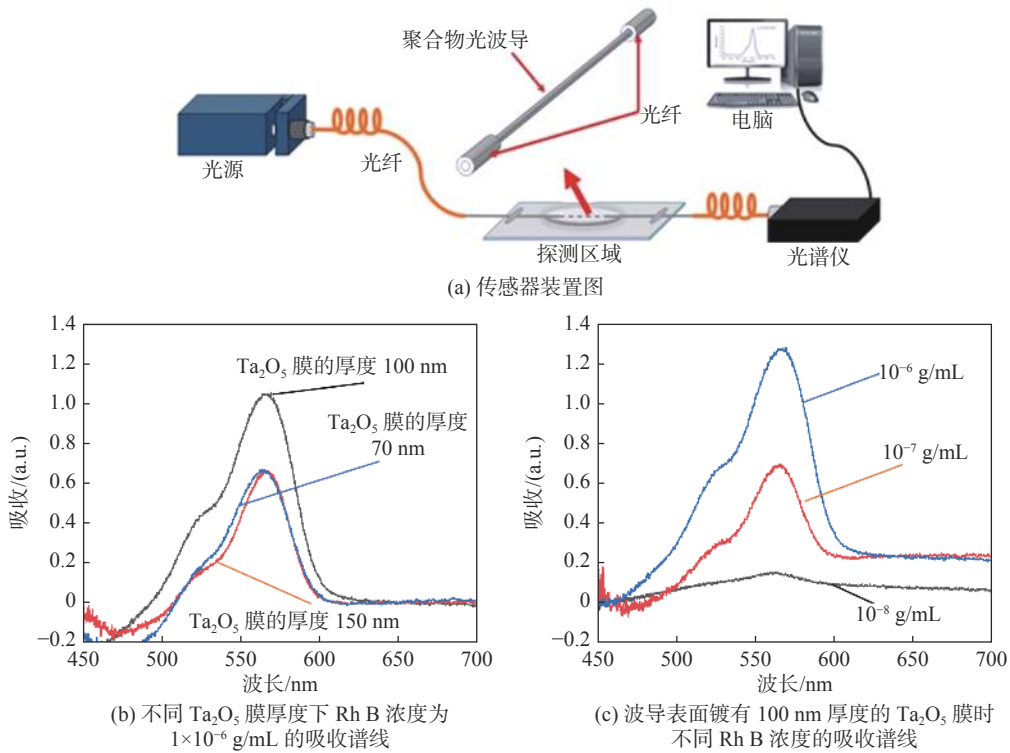 聚合物光波导
光纤
电脑
光源
光纤
探测区域
光谱仪
(a) 传感器装置图
1.4
1.2
1.0
0.8
0.6
0.4
0.2
0
−0.2
吸收/(a.u.)
Ta₂O₅ 膜的厚度 100 nm
Ta₂O₅ 膜的厚度
70 nm
Ta₂O₅ 膜的厚度 150 nm
450 500 550 600 650 700
波长/nm
(b) 不同 Ta₂O₅ 膜厚度下 Rh B 浓度为
1×10⁻⁶ g/mL 的吸收谱线
1.4
1.2
1.0
0.8
0.6
0.4
0.2
0
−0.2
吸收/(a.u.)
10⁻⁶ g/mL
10⁻⁷ g/mL
10⁻⁸ g/mL
450 500 550 600 650 700
波长/nm
(c) 波导表面镀有 100 nm 厚度的 Ta₂O₅ 膜时
不同 Rh B 浓度的吸收谱线